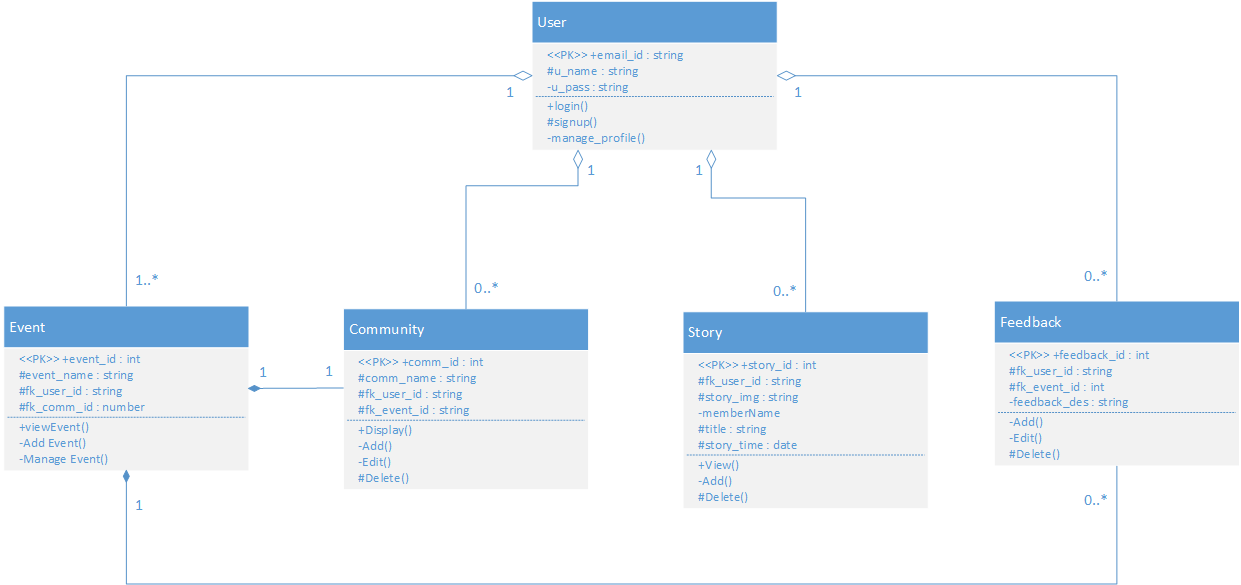 User
<<PK>> +email_id : string
#u_name : string
-u_pass : string
+login()
#signup()
-manage_profile()
1
1
1
1
1..*
0..*
0..*
0..*
Event
<<PK>> +event_id : int
#event_name : string
#fk_user_id : string
#fk_comm_id : number
+viewEvent()
-Add Event()
-Manage Event()
1
1
1
Community
<<PK>> +comm_id : int
#comm_name : string
#fk_user_id : string
#fk_event_id : string
+Display()
-Add()
-Edit()
#Delete()
Story
<<PK>> +story_id : int
#fk_user_id : string
#story_img : string
-memberName
#title : string
#story_time : date
+View()
-Add()
#Delete()
Feedback
<<PK>> +feedback_id : int
#fk_user_id : string
#fk_event_id : int
-feedback_des : string
-Add()
-Edit()
#Delete()
0..*